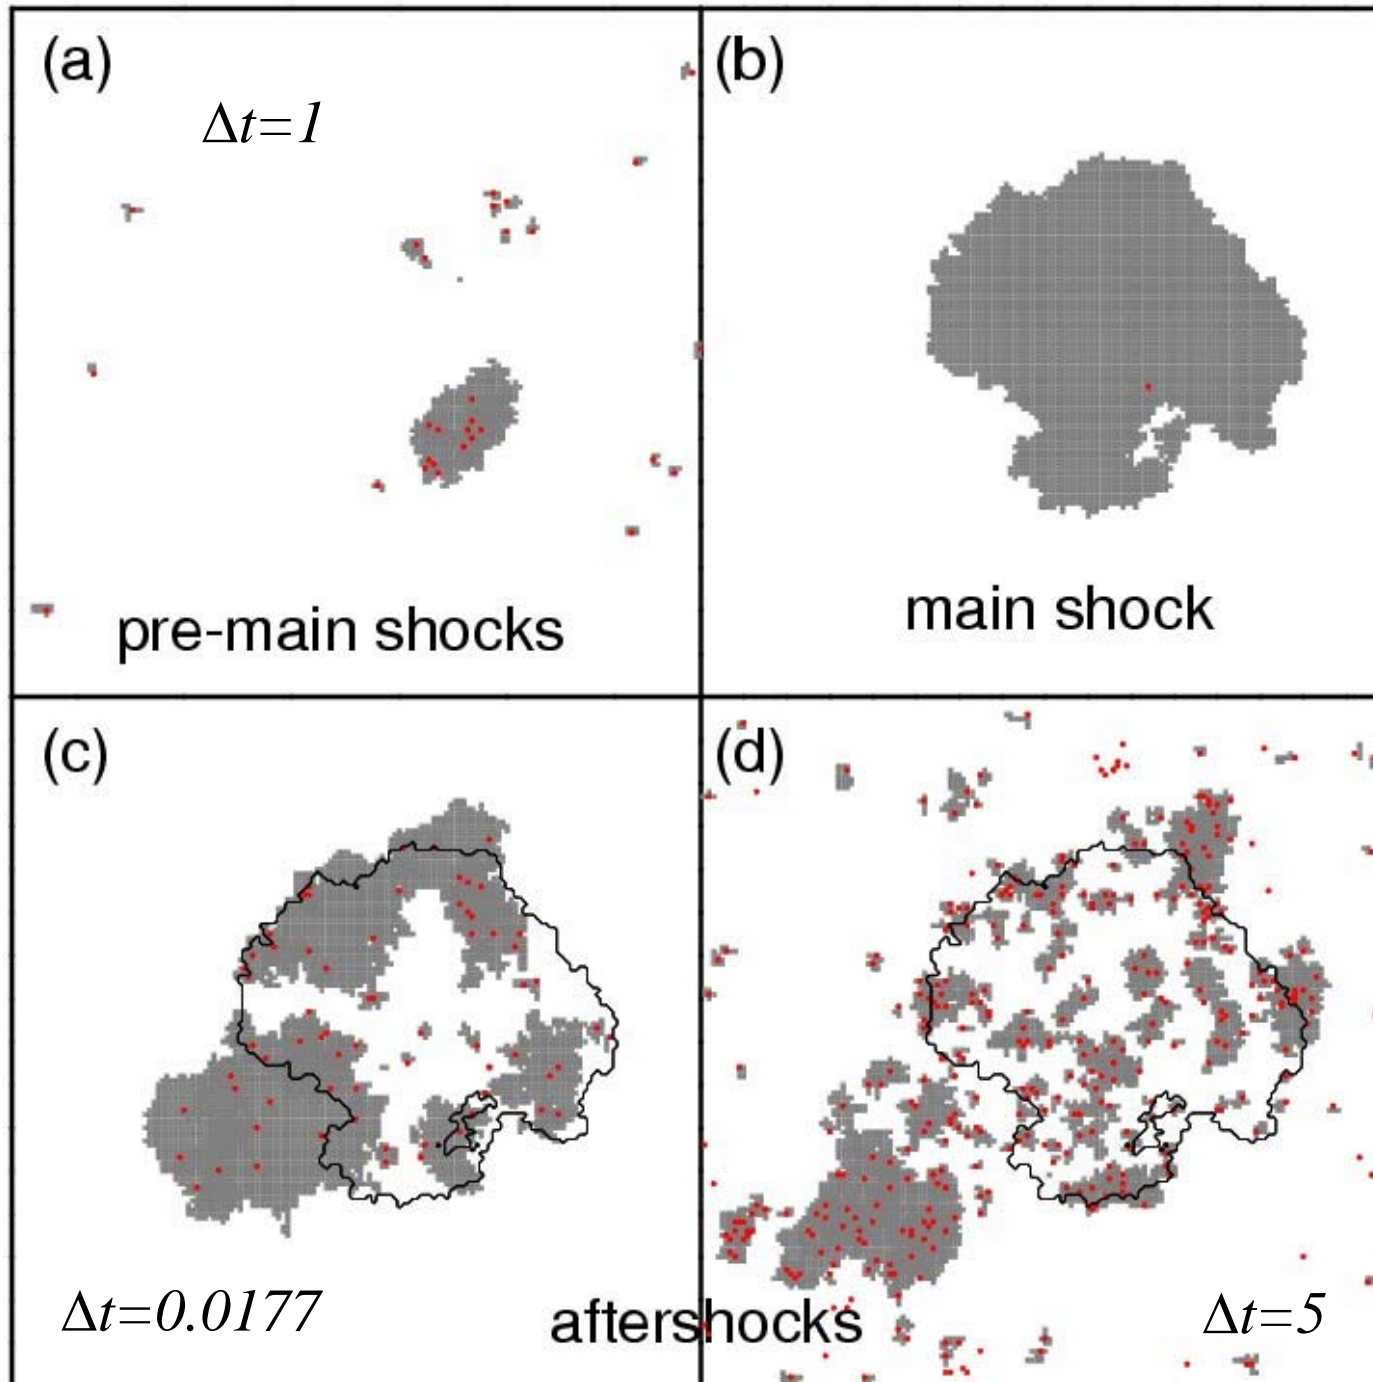 (a)
Δt=1
pre-main shocks
(b)
main shock
(c)
Δt=0.0177
(d)
Δt=5
aftershocks